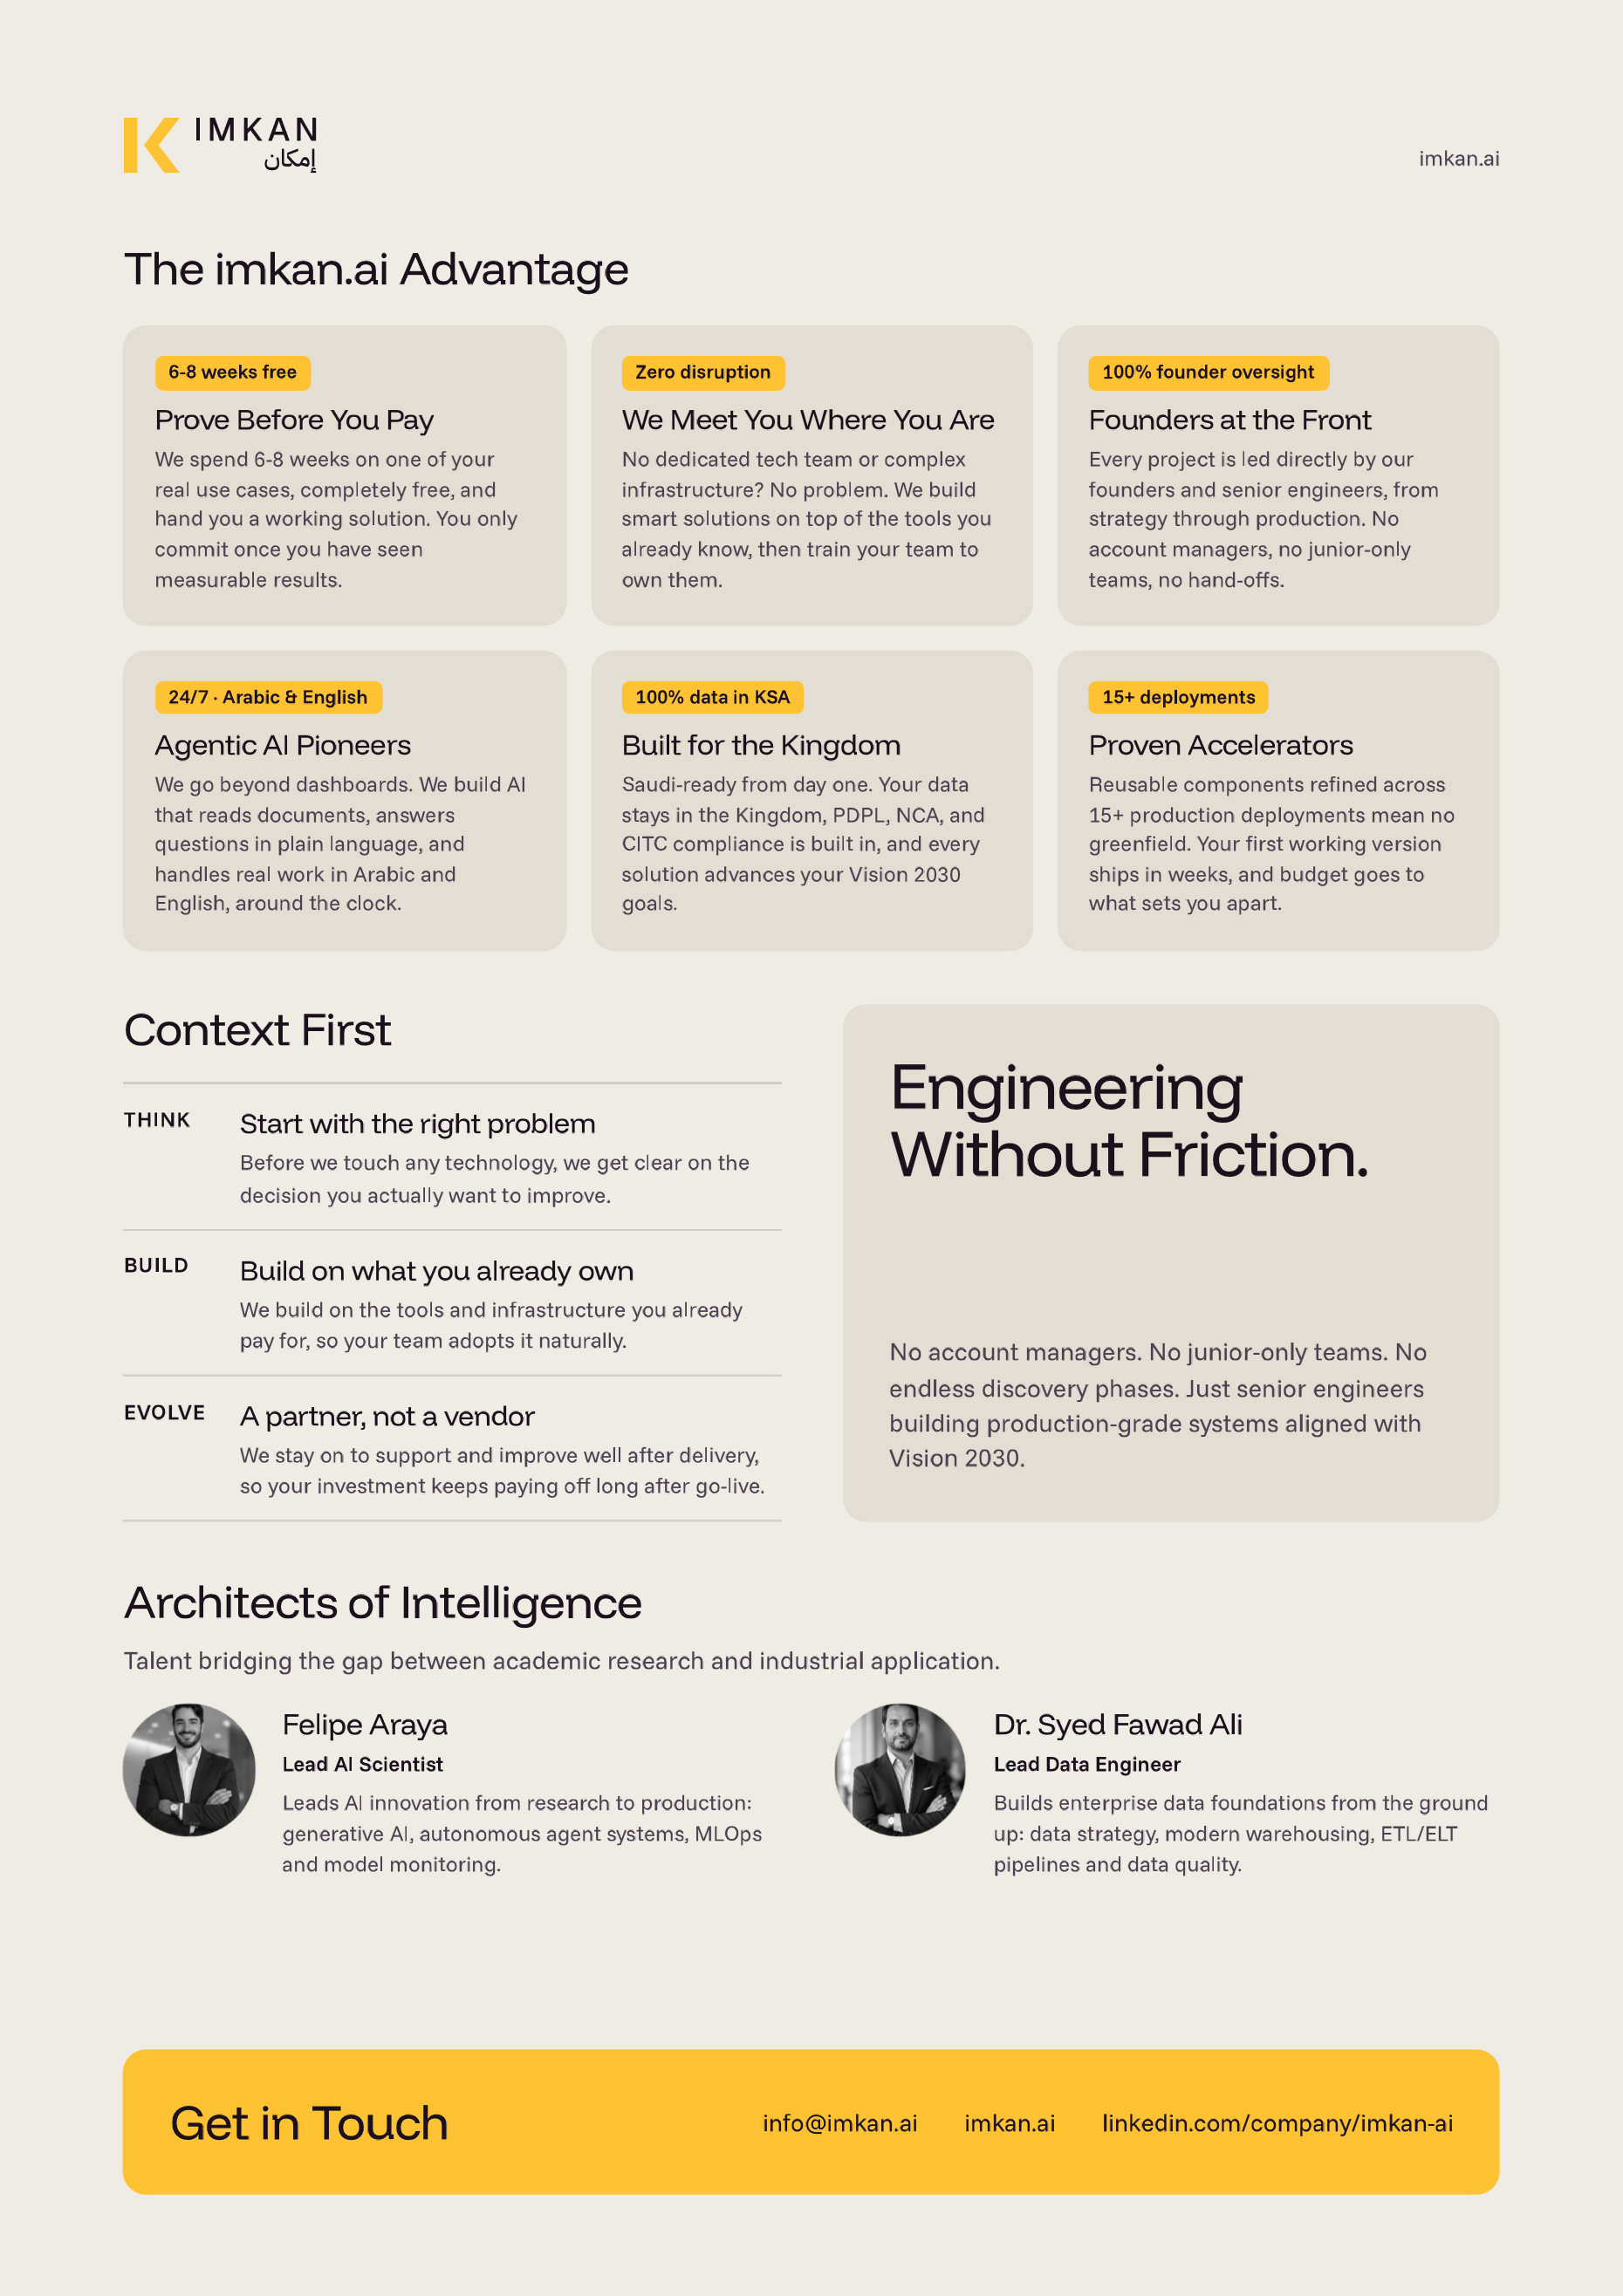 IMKAN
إمكان
imkan.ai
The imkan.ai Advantage
6-8 weeks free
Prove Before You Pay
We spend 6-8 weeks on one of your
real use cases, completely free, and
hand you a working solution. You only
commit once you have seen
measurable results.
Zero disruption
We Meet You Where You Are
No dedicated tech team or complex
infrastructure? No problem. We build
smart solutions on top of the tools you
already know, then train your team to
own them.
100% founder oversight
Founders at the Front
Every project is led directly by our
founders and senior engineers, from
strategy through production. No
account managers, no junior-only
teams, no hand-offs.
24/7 · Arabic & English
Agentic AI Pioneers
We go beyond dashboards. We build AI
that reads documents, answers
questions in plain language, and
handles real work in Arabic and
English, around the clock.
100% data in KSA
Built for the Kingdom
Saudi-ready from day one. Your data
stays in the Kingdom, PDPL, NCA, and
CITC compliance is built in, and every
solution advances your Vision 2030
goals.
15+ deployments
Proven Accelerators
Reusable components refined across
15+ production deployments mean no
greenfield. Your first working version
ships in weeks, and budget goes to
what sets you apart.
Context First
THINK
Start with the right problem
Before we touch any technology, we get clear on the
decision you actually want to improve.
BUILD
Build on what you already own
We build on the tools and infrastructure you already
pay for, so your team adopts it naturally.
EVOLVE
A partner, not a vendor
We stay on to support and improve well after delivery,
so your investment keeps paying off long after go-live.
Engineering
Without Friction.
No account managers. No junior-only teams. No
endless discovery phases. Just senior engineers
building production-grade systems aligned with
Vision 2030.
Architects of Intelligence
Talent bridging the gap between academic research and industrial application.
Felipe Araya
Lead AI Scientist
Leads AI innovation from research to production:
generative AI, autonomous agent systems, MLOps
and model monitoring.
Dr. Syed Fawad Ali
Lead Data Engineer
Builds enterprise data foundations from the ground
up: data strategy, modern warehousing, ETL/ELT
pipelines and data quality.
Get in Touch
info@imkan.ai
imkan.ai
linkedin.com/company/imkan-ai